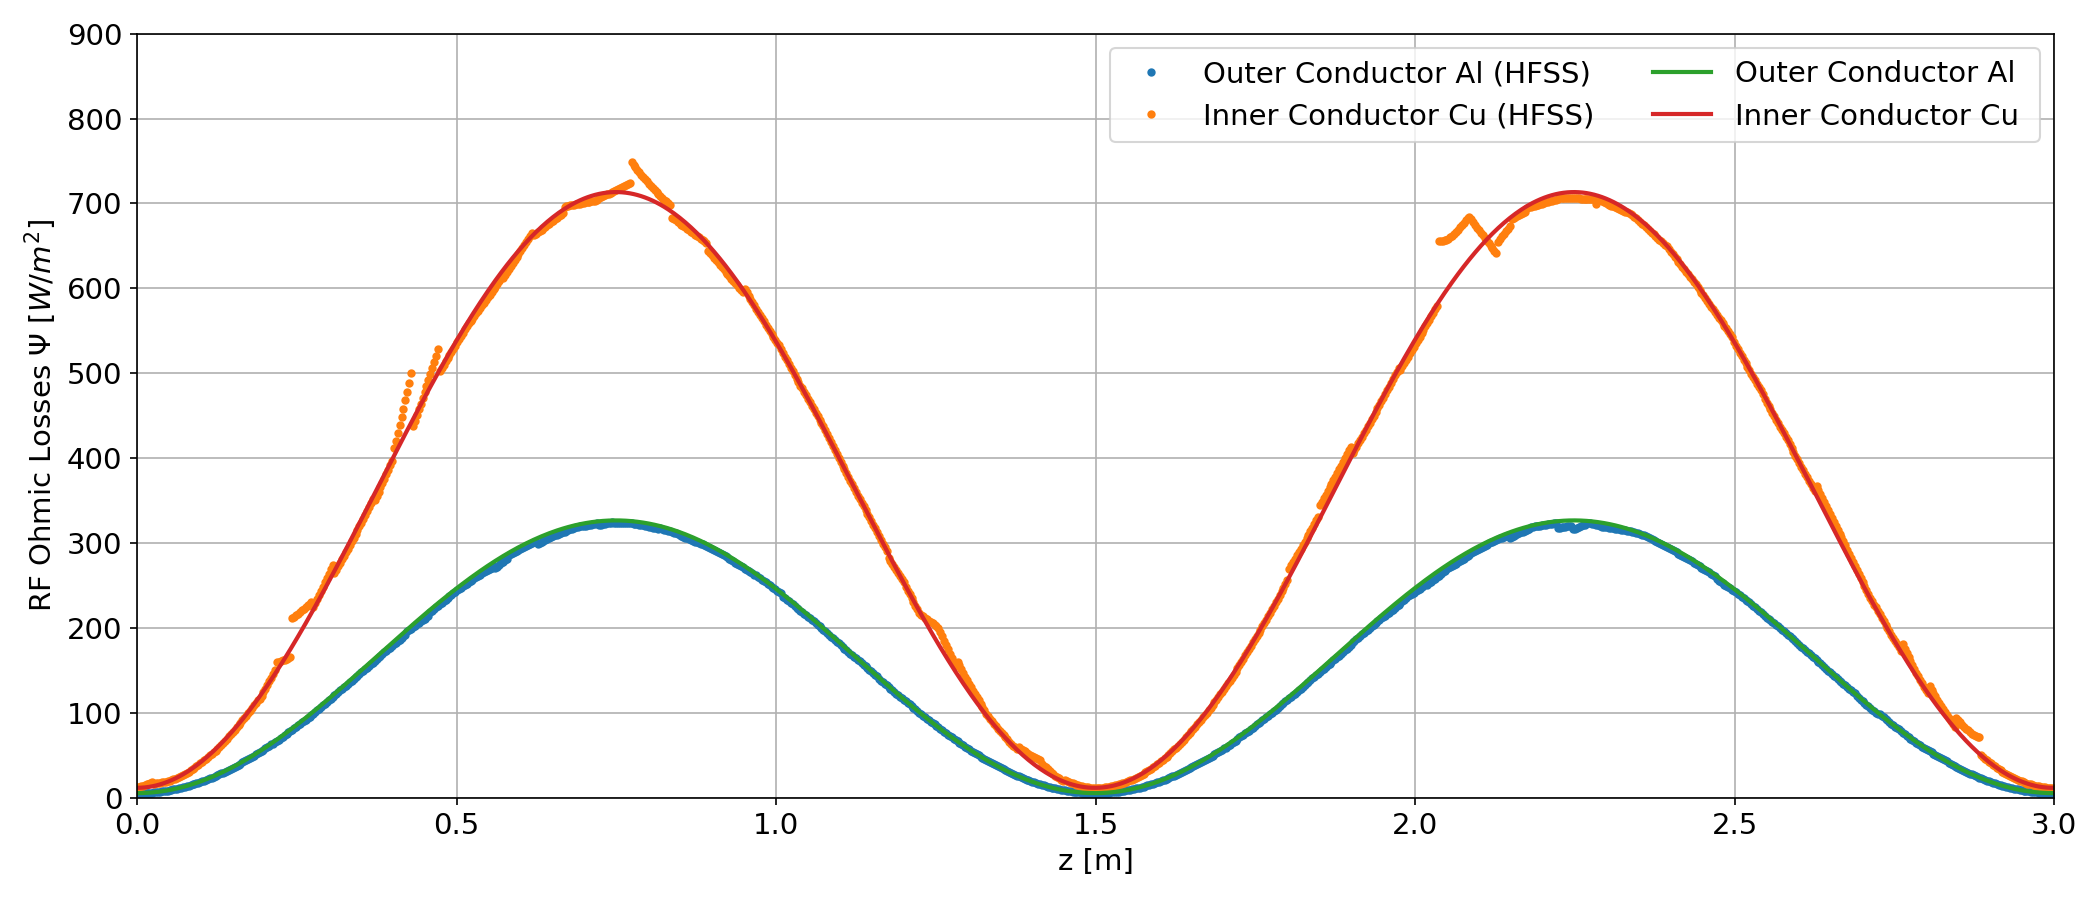 900
800
700
600
500
400
300
200
100
0
RF Ohmic Losses Ψ [W/m²]
Outer Conductor Al (HFSS)
Inner Conductor Cu (HFSS)
Outer Conductor Al
Inner Conductor Cu
0.0 0.5 1.0 1.5 2.0 2.5 3.0
z [m]